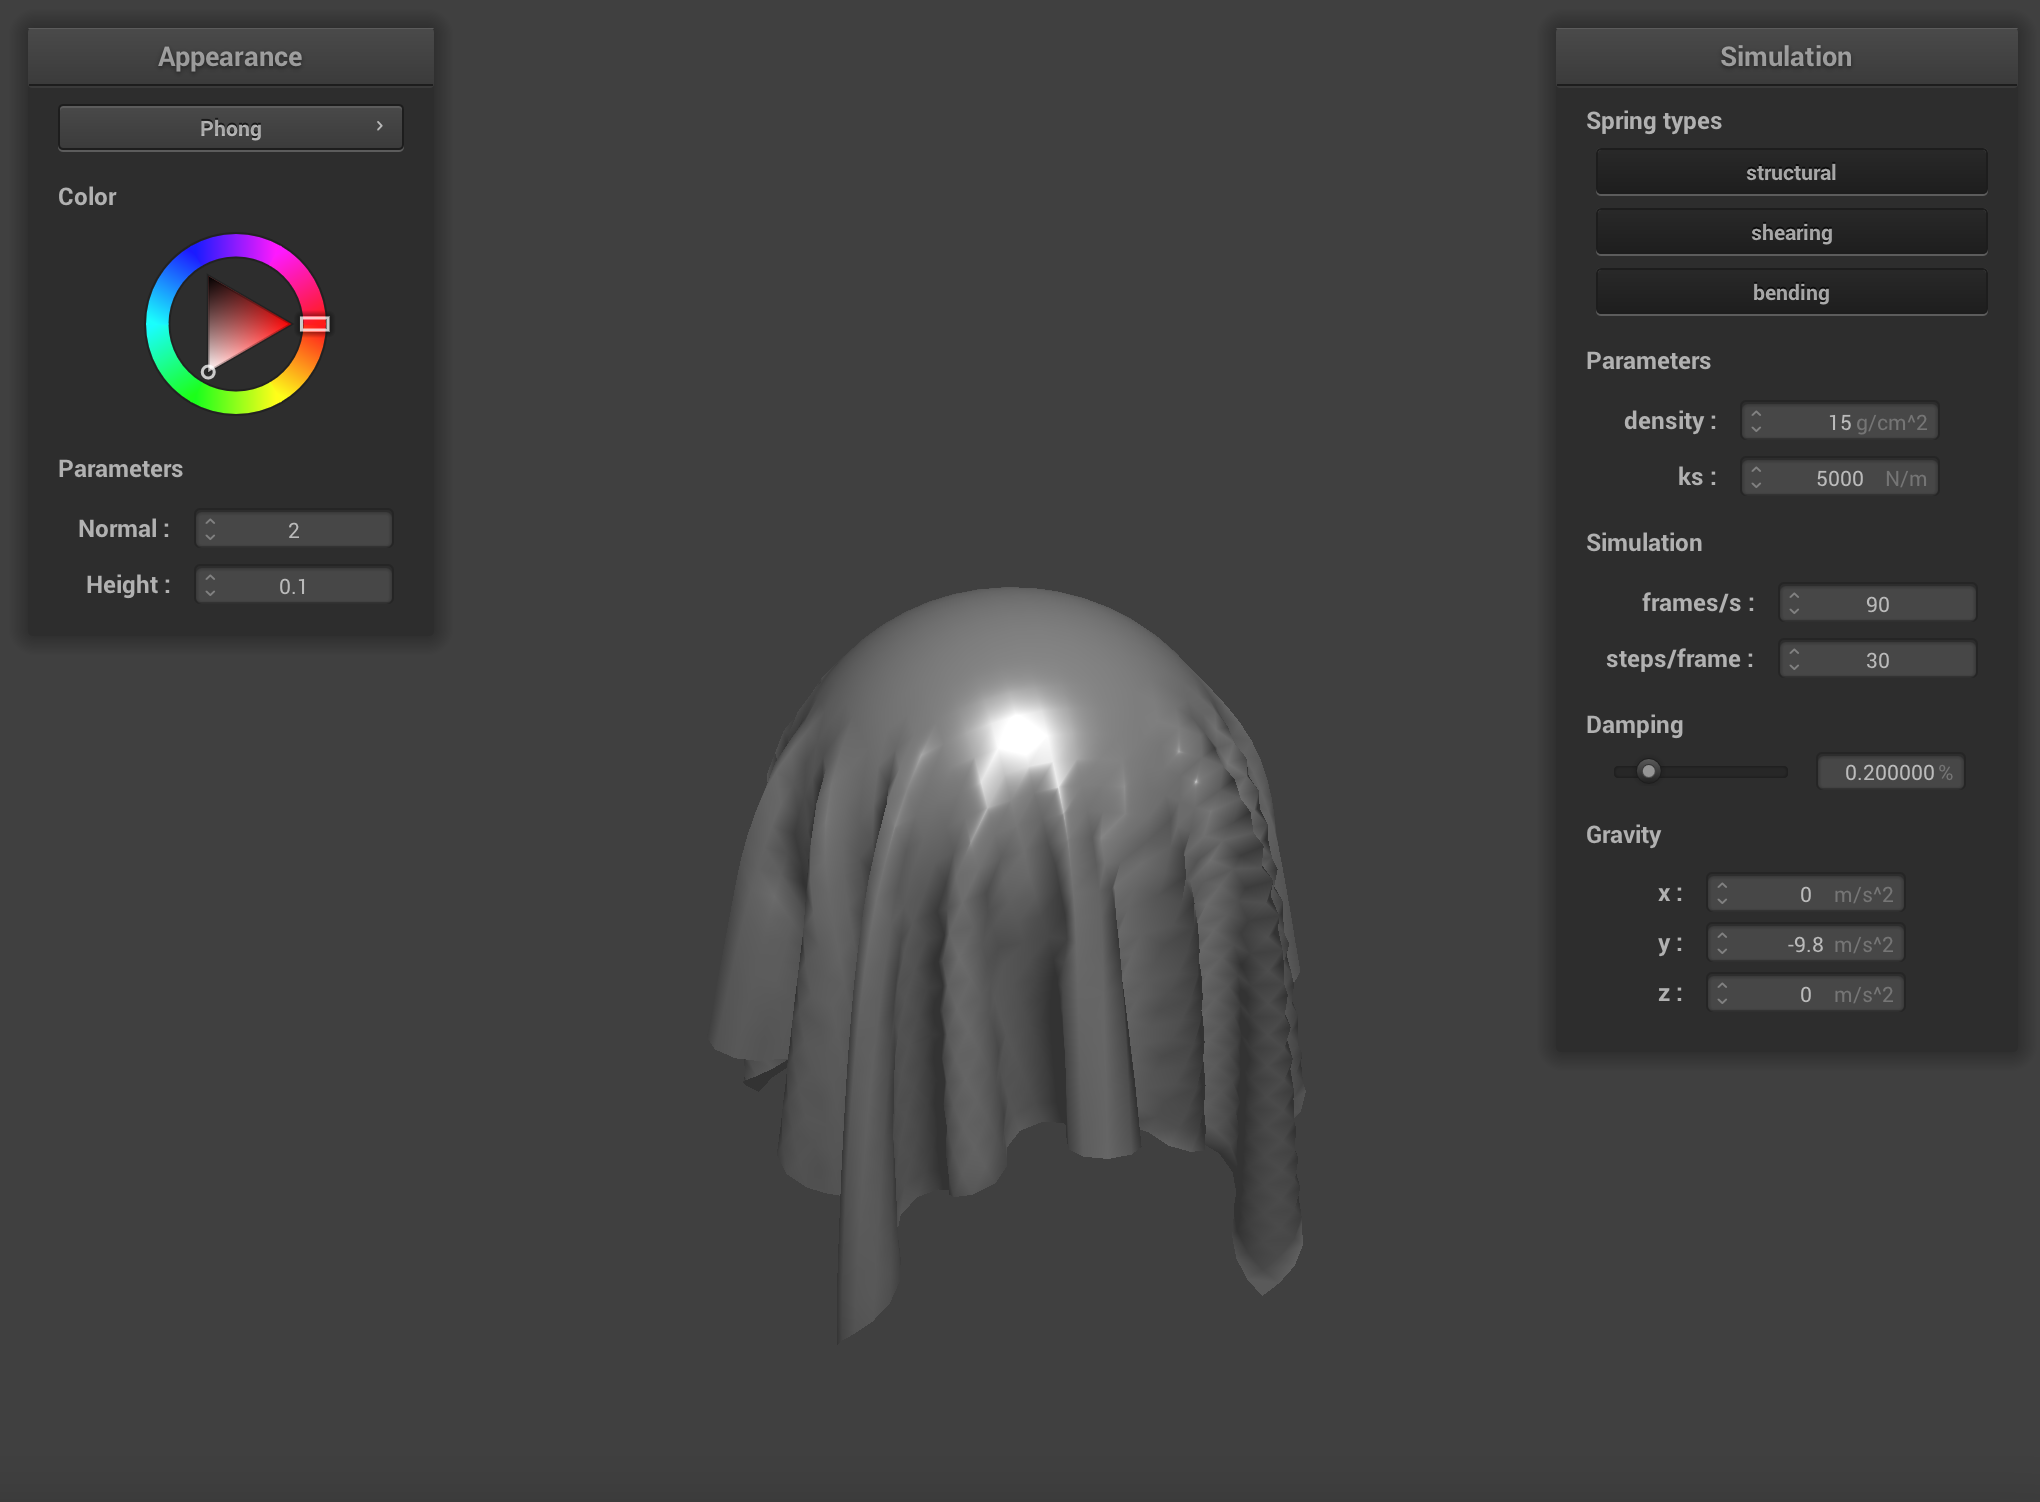 Appearance
Phong
Color
Parameters
Normal : 2
Height : 0.1
Simulation
Spring types
structural
shearing
bending
Parameters
density : 15 g/cm^2
ks : 5000 N/m
Simulation
frames/s : 90
steps/frame : 30
Damping
0.200000 %
Gravity
x : 0 m/s^2
y : -9.8 m/s^2
z : 0 m/s^2